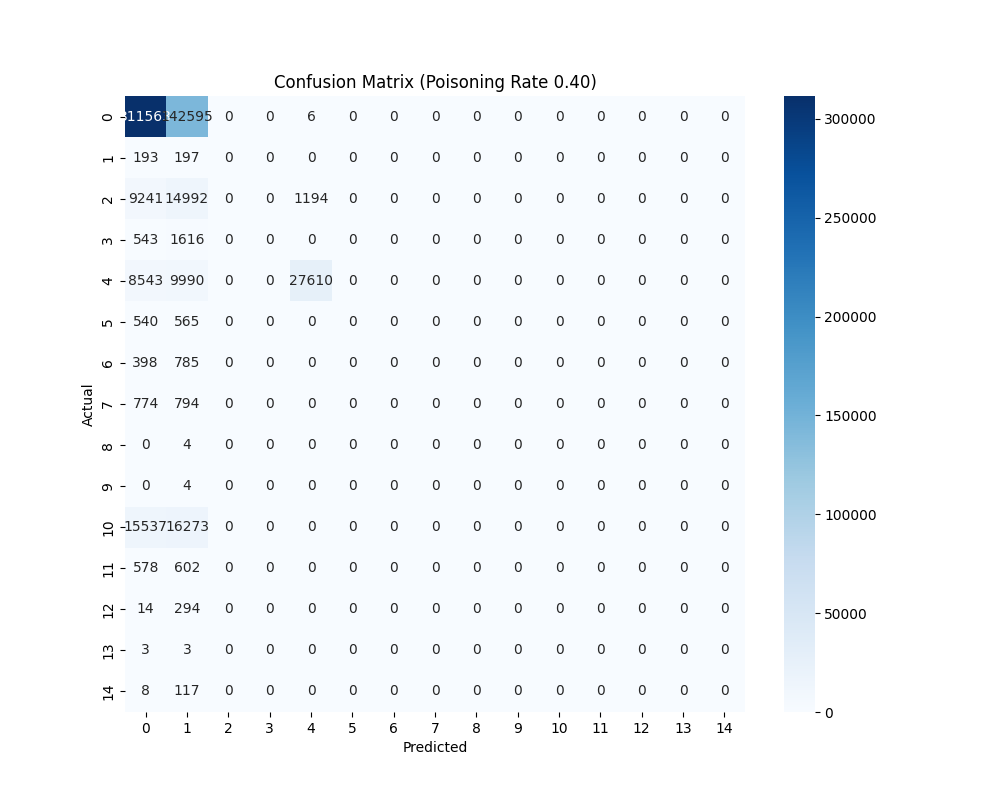 Confusion Matrix (Poisoning Rate 0.40)
0 142595 0 0 6 0 0 0 0 0 0 0 0 0 0
1 193 197 0 0 0 0 0 0 0 0 0 0 0 0 0
2 9241 14992 0 0 1194 0 0 0 0 0 0 0 0 0 0
3 543 1616 0 0 0 0 0 0 0 0 0 0 0 0 0
4 8543 9990 0 0 27610 0 0 0 0 0 0 0 0 0 0
5 540 565 0 0 0 0 0 0 0 0 0 0 0 0 0
6 398 785 0 0 0 0 0 0 0 0 0 0 0 0 0
7 774 794 0 0 0 0 0 0 0 0 0 0 0 0 0
8 0 4 0 0 0 0 0 0 0 0 0 0 0 0 0
9 0 4 0 0 0 0 0 0 0 0 0 0 0 0 0
10 15537 16273 0 0 0 0 0 0 0 0 0 0 0 0 0
11 578 602 0 0 0 0 0 0 0 0 0 0 0 0 0
12 14 294 0 0 0 0 0 0 0 0 0 0 0 0 0
13 3 3 0 0 0 0 0 0 0 0 0 0 0 0 0
14 8 117 0 0 0 0 0 0 0 0 0 0 0 0 0
0 1 2 3 4 5 6 7 8 9 10 11 12 13 14
Predicted
Actual
300000
250000
200000
150000
100000
50000
0